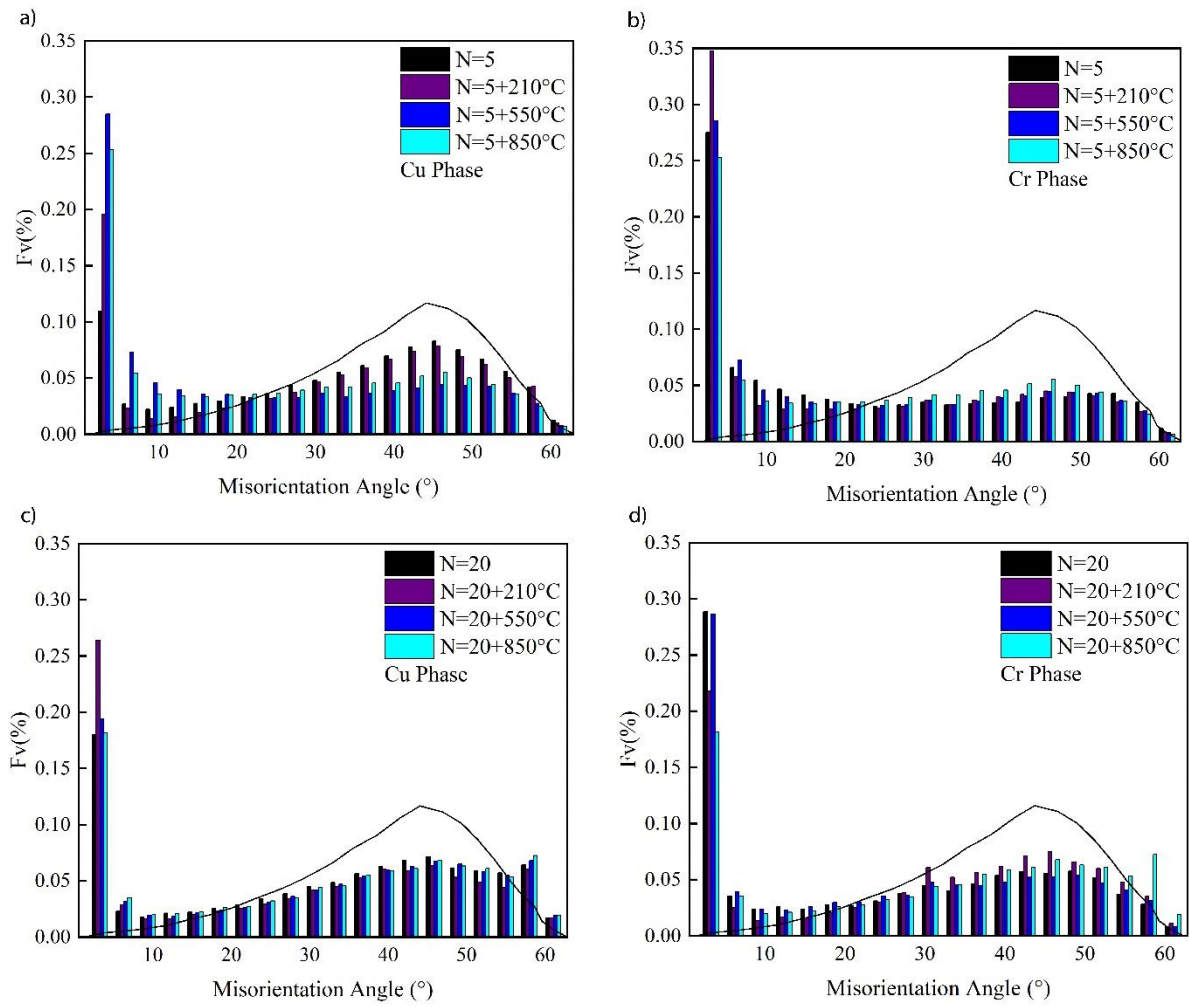 a)
0.35
0.30
0.25
0.20
0.15
0.10
0.05
0.00
Fv(%)
N=5
N=5+210°C
N=5+550°C
N=5+850°C
Cu Phase
10 20 30 40 50 60
Misorientation Angle (°)
b)
0.35
0.30
0.25
0.20
0.15
0.10
0.05
0.00
Fv(%)
N=5
N=5+210°C
N=5+550°C
N=5+850°C
Cr Phase
10 20 30 40 50 60
Misorientation Angle (°)
c)
0.35
0.30
0.25
0.20
0.15
0.10
0.05
0.00
Fv(%)
N=20
N=20+210°C
N=20+550°C
N=20+850°C
Cu Phase
10 20 30 40 50 60
Misorientation Angle (°)
d)
0.35
0.30
0.25
0.20
0.15
0.10
0.05
0.00
Fv(%)
N=20
N=20+210°C
N=20+550°C
N=20+850°C
Cr Phase
10 20 30 40 50 60
Misorientation Angle (°)